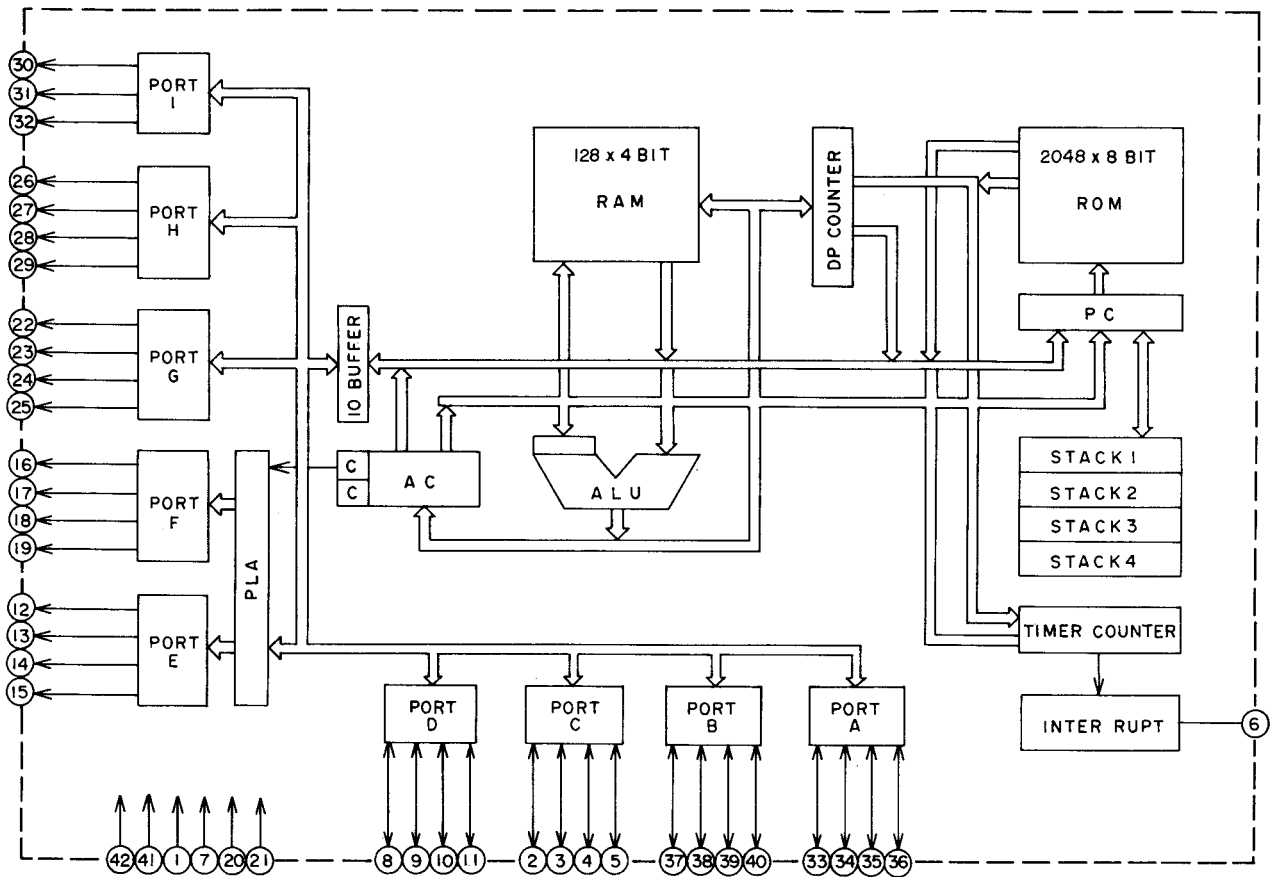 30
31
32
PORT
I
26
27
28
29
PORT
H
22
23
24
25
PORT
G
16
17
18
19
PORT
F
12
13
14
15
PORT
E
PLA
IO BUFFER
C
C
AC
128 x 4 BIT
RAM
ALU
DP COUNTER
2048 x 8 BIT
ROM
PC
STACK 1
STACK 2
STACK 3
STACK 4
TIMER COUNTER
INTER RUPT
6
PORT
D
PORT
C
PORT
B
PORT
A
42 41 1 7 20 21
8 9 10 11
2 3 4 5
37 38 39 40
33 34 35 36